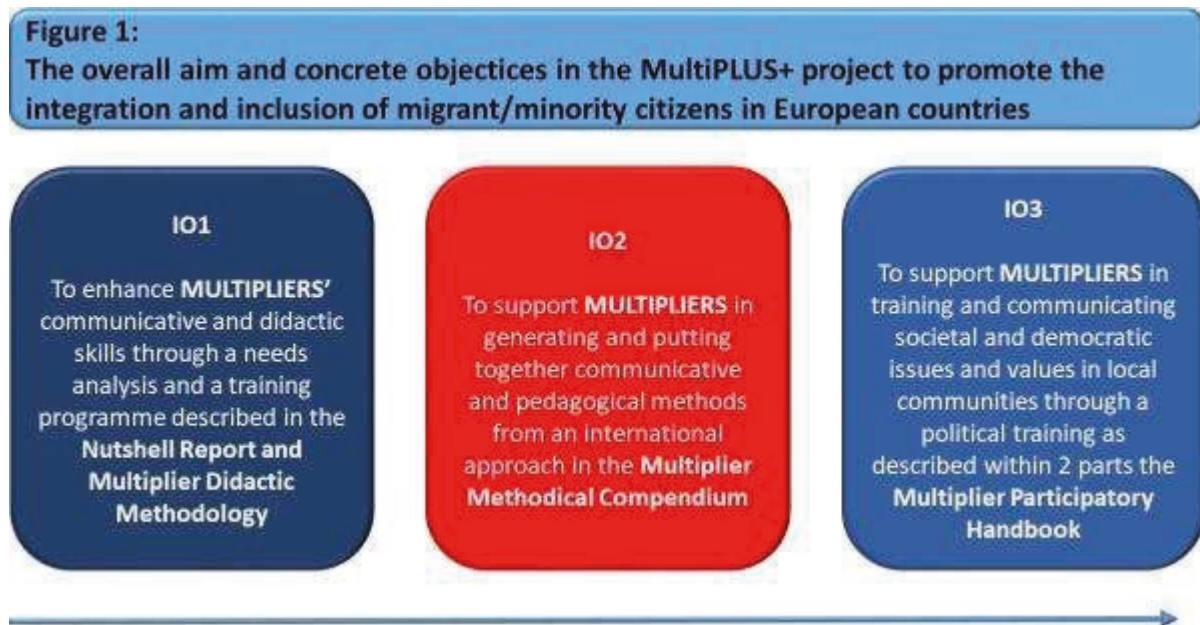 Figure 1:
The overall aim and concrete objectices in the MultiPLUS+ project to promote the
integration and inclusion of migrant/minority citizens in European countries
IO1
To enhance MULTIPLIERS’
communicative and didactic
skills through a needs
analysis and a training
programme described in the
Nutshell Report and
Multiplier Didactic
Methodology
IO2
To support MULTIPLIERS in
generating and putting
together communicative
and pedagogical methods
from an international
approach in the Multiplier
Methodical Compendium
IO3
To support MULTIPLIERS in
training and communicating
societal and democratic
issues and values in local
communities through a
political training as
described within 2 parts the
Multiplier Participatory
Handbook